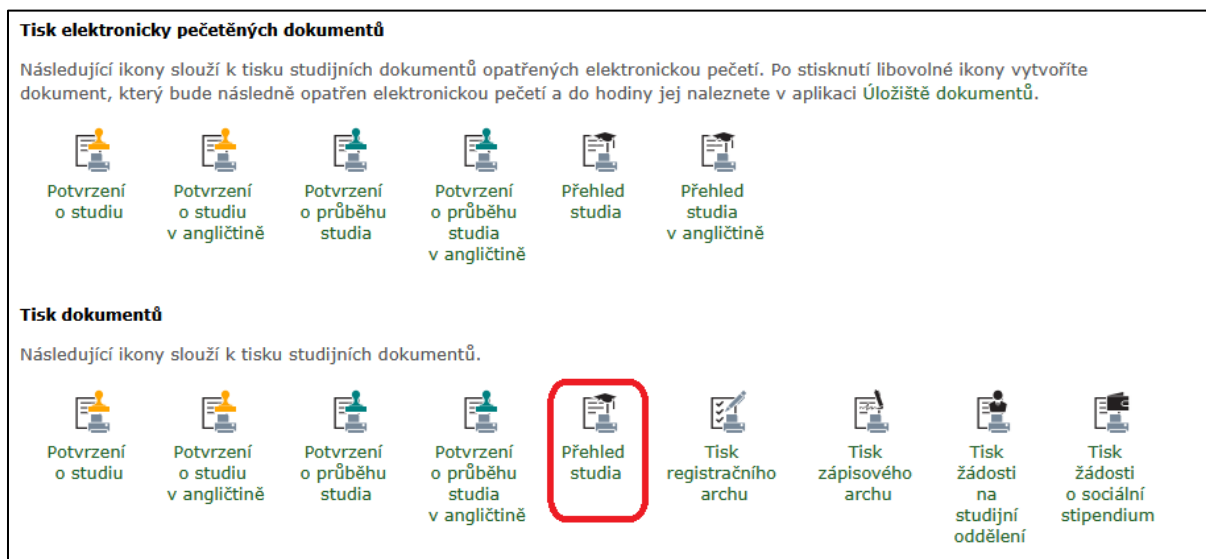 Tisk elektronicky pečetěných dokumentů
Následující ikony slouží k tisku studijních dokumentů opatřených elektronickou pečetí. Po stisknutí libovolné ikony vytvoříte
dokument, který bude následně opatřen elektronickou pečetí a do hodiny jej naleznete v aplikaci Úložiště dokumentů.
Potvrzení
o studiu
Potvrzení
o studiu
v angličtině
Potvrzení
o průběhu
studia
Potvrzení
o průběhu
studia
v angličtině
Přehled
studia
Přehled
studia
v angličtině
Tisk dokumentů
Následující ikony slouží k tisku studijních dokumentů.
Potvrzení
o studiu
Potvrzení
o studiu
v angličtině
Potvrzení
o průběhu
studia
Potvrzení
o průběhu
studia
v angličtině
Přehled
studia
Tisk
registračního
archu
Tisk
zápisového
archu
Tisk
žádosti
na
studijní
oddělení
Tisk
žádosti
o sociální
stipendium